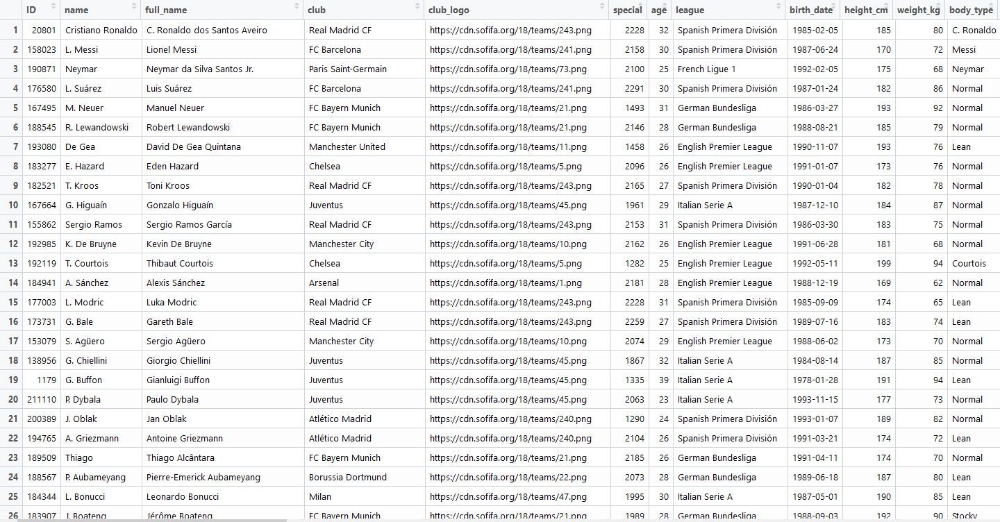 ID name full_name club club_logo special age league birth_date height_cm weight_kg body_type
1 20801 Cristiano Ronaldo C. Ronaldo dos Santos Aveiro Real Madrid CF https://cdn.sofifa.org/18/teams/243.png 2228 32 Spanish Primera División 1985-02-05 185 80 C. Ronaldo
2 158023 L. Messi Lionel Messi FC Barcelona https://cdn.sofifa.org/18/teams/241.png 2158 30 Spanish Primera División 1987-06-24 170 72 Messi
3 190871 Neymar Neymar da Silva Santos Jr. Paris Saint-Germain https://cdn.sofifa.org/18/teams/73.png 2100 25 French Ligue 1 1992-02-05 175 68 Neymar
4 176580 L. Suárez Luis Suárez FC Barcelona https://cdn.sofifa.org/18/teams/241.png 2291 30 Spanish Primera División 1987-01-24 182 86 Normal
5 167495 M. Neuer Manuel Neuer FC Bayern Munich https://cdn.sofifa.org/18/teams/21.png 1493 31 German Bundesliga 1986-03-27 193 92 Normal
6 188545 R. Lewandowski Robert Lewandowski FC Bayern Munich https://cdn.sofifa.org/18/teams/21.png 2146 28 German Bundesliga 1988-08-21 185 79 Normal
7 193080 De Gea David De Gea Quintana Manchester United https://cdn.sofifa.org/18/teams/11.png 1458 26 English Premier League 1990-11-07 193 76 Lean
8 183277 E. Hazard Eden Hazard Chelsea https://cdn.sofifa.org/18/teams/5.png 2096 26 English Premier League 1991-01-07 173 76 Normal
9 182521 T. Kroos Toni Kroos Real Madrid CF https://cdn.sofifa.org/18/teams/243.png 2165 27 Spanish Primera División 1990-01-04 182 78 Normal
10 167664 G. Higuaín Gonzalo Higuaín Juventus https://cdn.sofifa.org/18/teams/45.png 1961 29 Italian Serie A 1987-12-10 184 87 Normal
11 155862 Sergio Ramos Sergio Ramos García Real Madrid CF https://cdn.sofifa.org/18/teams/243.png 2153 31 Spanish Primera División 1986-03-30 183 75 Normal
12 192985 K. De Bruyne Kevin De Bruyne Manchester City https://cdn.sofifa.org/18/teams/10.png 2162 26 English Premier League 1991-06-28 181 68 Normal
13 192119 T. Courtois Thibaut Courtois Chelsea https://cdn.sofifa.org/18/teams/5.png 1282 25 English Premier League 1992-05-11 199 94 Courtois
14 184941 A. Sánchez Alexis Sánchez Arsenal https://cdn.sofifa.org/18/teams/1.png 2181 28 English Premier League 1988-12-19 169 62 Normal
15 177003 L. Modric Luka Modric Real Madrid CF https://cdn.sofifa.org/18/teams/243.png 2228 31 Spanish Primera División 1985-09-09 174 65 Lean
16 173731 G. Bale Gareth Bale Real Madrid CF https://cdn.sofifa.org/18/teams/243.png 2259 27 Spanish Primera División 1989-07-16 183 74 Lean
17 153079 S. Agüero Sergio Agüero Manchester City https://cdn.sofifa.org/18/teams/10.png 2074 29 English Premier League 1988-06-02 173 70 Normal
18 138956 G. Chiellini Giorgio Chiellini Juventus https://cdn.sofifa.org/18/teams/45.png 1867 32 Italian Serie A 1984-08-14 187 85 Normal
19 1179 G. Buffon Gianluigi Buffon Juventus https://cdn.sofifa.org/18/teams/45.png 1335 39 Italian Serie A 1978-01-28 191 94 Lean
20 211110 P. Dybala Paulo Dybala Juventus https://cdn.sofifa.org/18/teams/45.png 2063 23 Italian Serie A 1993-11-15 177 73 Normal
21 200389 J. Oblak Jan Oblak Atlético Madrid https://cdn.sofifa.org/18/teams/240.png 1290 24 Spanish Primera División 1993-01-07 189 82 Normal
22 194765 A. Griezmann Antoine Griezmann Atlético Madrid https://cdn.sofifa.org/18/teams/240.png 2104 26 Spanish Primera División 1991-03-21 174 72 Lean
23 189509 Thiago Thiago Alcântara FC Bayern Munich https://cdn.sofifa.org/18/teams/21.png 2185 26 German Bundesliga 1991-04-11 174 70 Normal
24 188567 P. Aubameyang Pierre-Emerick Aubameyang Borussia Dortmund https://cdn.sofifa.org/18/teams/22.png 2073 28 German Bundesliga 1989-06-18 187 80 Lean
25 184344 L. Bonucci Leonardo Bonucci Milan https://cdn.sofifa.org/18/teams/47.png 1995 30 Italian Serie A 1987-05-01 190 85 Lean
26 183907 J. Boateng Jérôme Boateng FC Bayern Munich https://cdn.sofifa.org/18/teams/21.png 1989 28 German Bundesliga 1988-09-03 192 90 Stocky